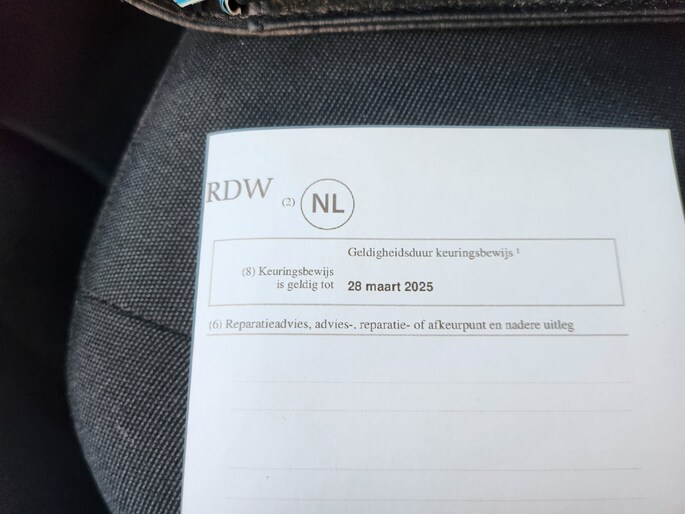 RDW (2) NL
Geldigheidsduur keuringsbewijs 1
(8) Keuringsbewijs
is geldig tot 28 maart 2025
(6) Reparatieadvies, advies-, reparatie- of afkeurpunt en nadere uitleg